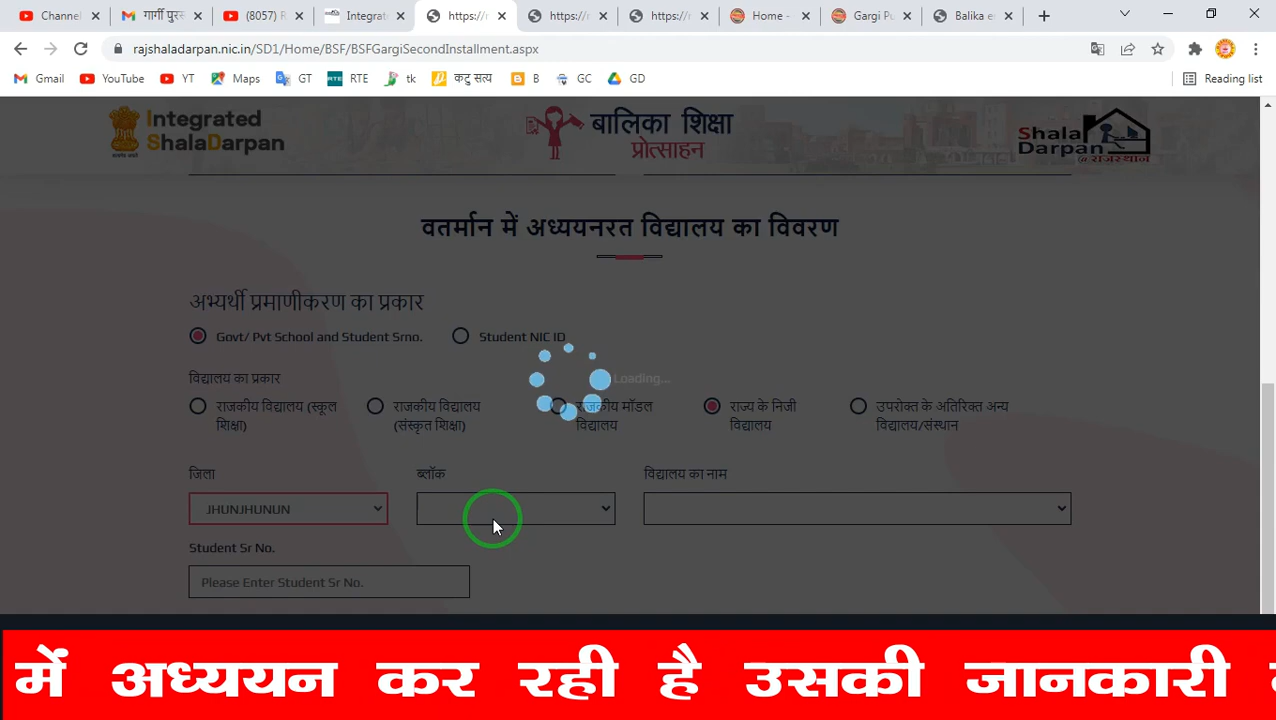 Channel
गार्गी पुरस्
(8057) R
Integrat
https://r
https://r
https://r
Home -
Gargi Pu
Balika e
rajshaladarpan.nic.in/SD1/Home/BSF/BSFGargiSecondInstallment.aspx
Gmail YouTube YT Maps GT RTE tk कटु सत्य B GC GD Reading list
Integrated
ShalaDarpan
बालिका शिक्षा
प्रोत्साहन
Shala
Darpan
@ राजस्थान
वतर्मान में अध्ययनरत विद्यालय का विवरण
अभ्यर्थी प्रमाणीकरण का प्रकार
Govt/ Pvt School and Student Srno. Student NIC ID
Loading...
विद्यालय का प्रकार
राजकीय विद्यालय (स्कूल
शिक्षा)
राजकीय विद्यालय
(संस्कृत शिक्षा)
राजकीय मॉडल
विद्यालय
राज्य के निजी
विद्यालय
उपरोक्त के अतिरिक्त अन्य
विद्यालय/संस्थान
जिला ब्लॉक विद्यालय का नाम
JHUNJHUNUN
Student Sr No.
Please Enter Student Sr No.
में अध्ययन कर रही है उसकी जानकारी